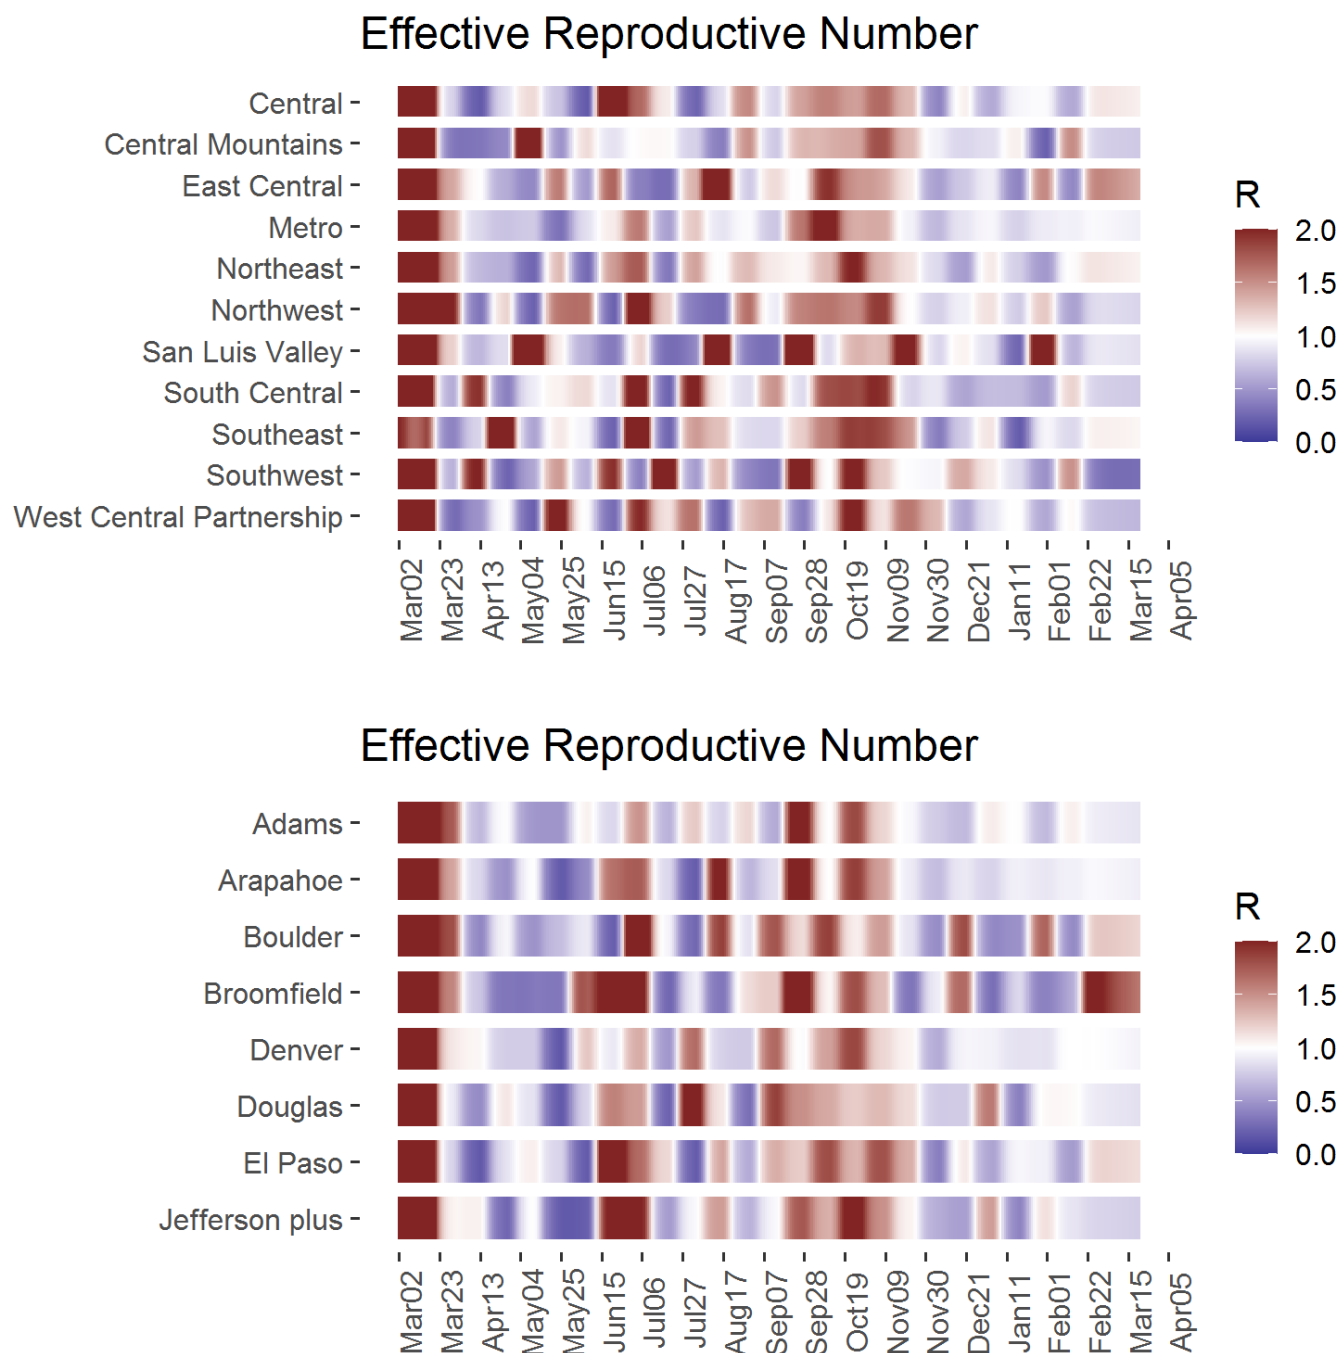 Effective Reproductive Number
Central
Central Mountains
East Central
Metro
Northeast
Northwest
San Luis Valley
South Central
Southeast
Southwest
West Central Partnership
Mar02
Mar23
Apr13
May04
May25
Jun15
Jul06
Jul27
Aug17
Sep07
Sep28
Oct19
Nov09
Nov30
Dec21
Jan11
Feb01
Feb22
Mar15
Apr05
R
2.0
1.5
1.0
0.5
0.0
Effective Reproductive Number
Adams
Arapahoe
Boulder
Broomfield
Denver
Douglas
El Paso
Jefferson plus
Mar02
Mar23
Apr13
May04
May25
Jun15
Jul06
Jul27
Aug17
Sep07
Sep28
Oct19
Nov09
Nov30
Dec21
Jan11
Feb01
Feb22
Mar15
Apr05
R
2.0
1.5
1.0
0.5
0.0